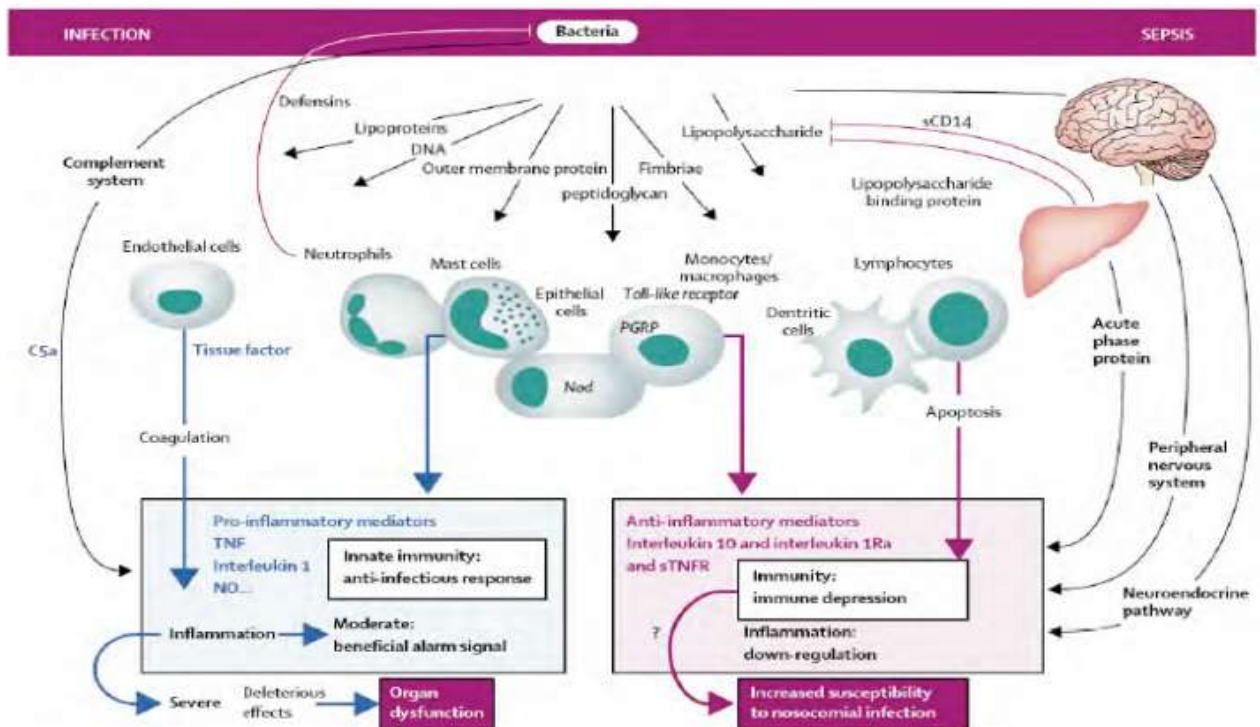 INFECTION
Bacteria
SEPSIS
Defensins
Lipoproteins
DNA
Outer membrane protein
peptidoglycan
Fimbriae
Lipopolysaccharide
sCD14
Lipopolysaccharide
binding protein
Complement
system
Endothelial cells
Neutrophils
Mast cells
Epithelial
cells
Monocytes/
macrophages
Toll-like receptor
PGRP
Nod
Lymphocytes
Dentritic
cells
C5a
Tissue factor
Coagulation
Apoptosis
Acute
phase
protein
Peripheral
nervous
system
Neuroendocrine
pathway
Pro-inflammatory mediators
TNF
Interleukin 1
NO...
Innate immunity:
anti-infectious response
Inflammation
Moderate:
beneficial alarm signal
Severe
Deleterious
effects
Organ
dysfunction
Anti-inflammatory mediators
Interleukin 10 and interleukin 1Ra
and sTNFR
Immunity:
immune depression
?
Inflammation:
down-regulation
Increased susceptibility
to nosocomial infection